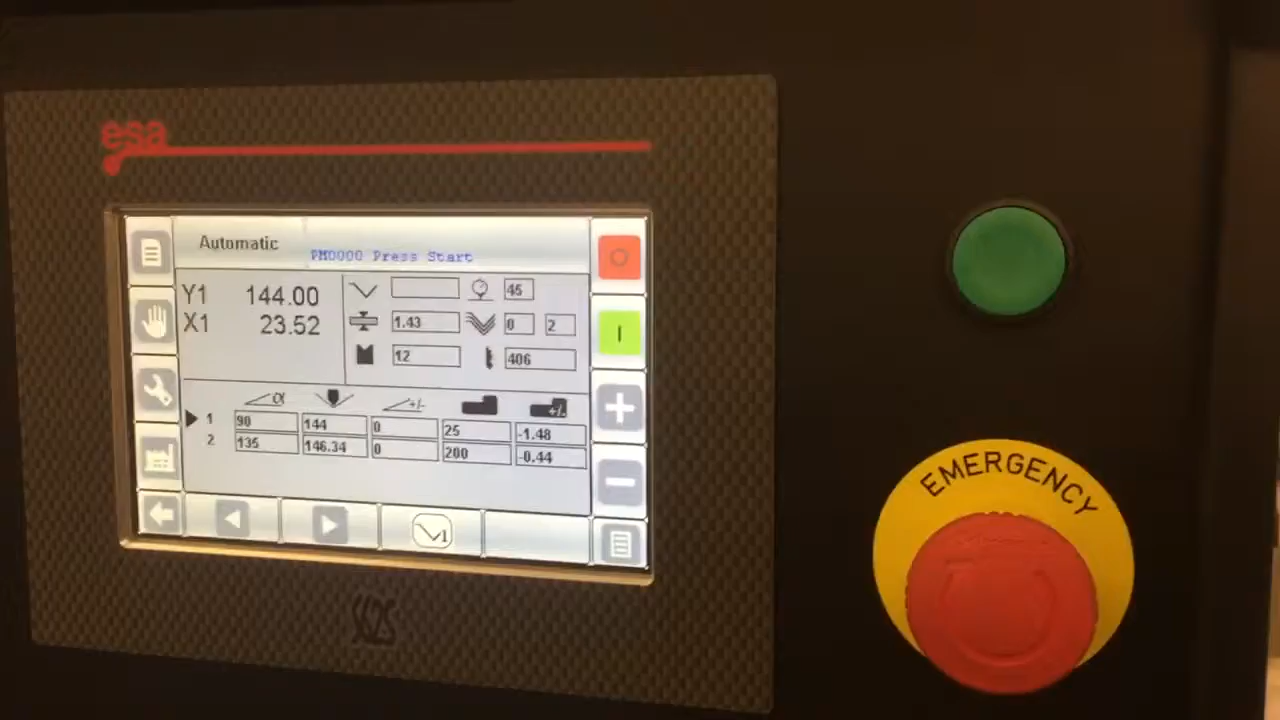 esa
Automatic
PM0000 Press Start
Y1 144.00
X1 23.52
45
1.43 0 2
12 406
α +/- +/-
1 90 144 0 25 -1.48
2 135 146.34 0 200 -0.44
1
EMERGENCY